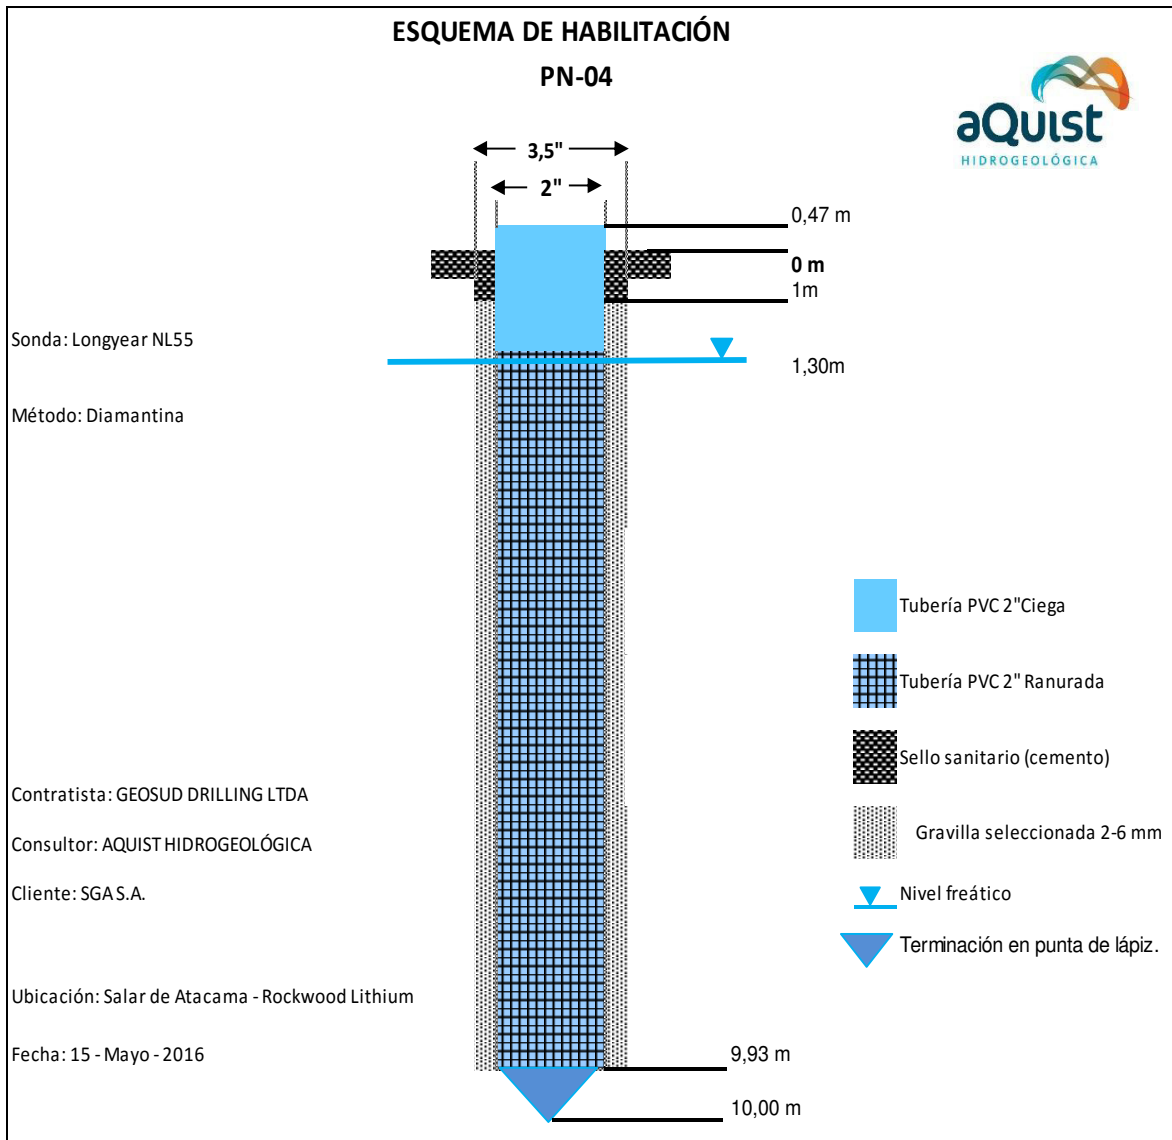 ESQUEMA DE HABILITACIÓN
PN-04
aQuist
HIDROGEOLÓGICA
3,5"
2"
0,47 m
0 m
1m
Sonda: Longyear NL55
1,30m
Método: Diamantina
Tubería PVC 2"Ciega
Tubería PVC 2" Ranurada
Sello sanitario (cemento)
Contratista: GEOSUD DRILLING LTDA
Gravilla seleccionada 2-6 mm
Consultor: AQUIST HIDROGEOLÓGICA
Cliente: SGA S.A.
Nivel freático
Terminación en punta de lápiz.
Ubicación: Salar de Atacama - Rockwood Lithium
Fecha: 15 - Mayo - 2016
9,93 m
10,00 m